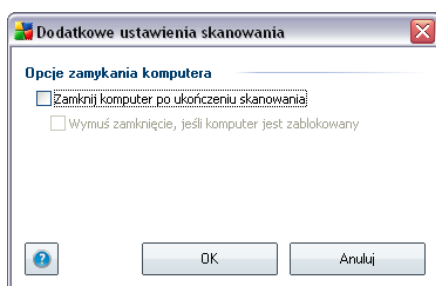 Dodatkowe ustawienia skanowania
Opcje zamykania komputera
Zamknij komputer po ukończeniu skanowania
Wymuś zamknięcie, jeśli komputer jest zablokowany
OK
Anuluj